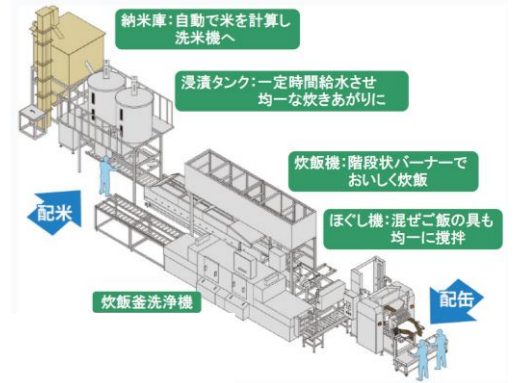 納米庫：自動で米を計算し
洗米機へ
浸漬タンク：一定時間給水させ
均一な炊きあがりに
炊飯機：階段状バーナーで
おいしく炊飯
配米
ほぐし機：混ぜご飯の具も
均一に撹拌
炊飯釜洗浄機
配缶